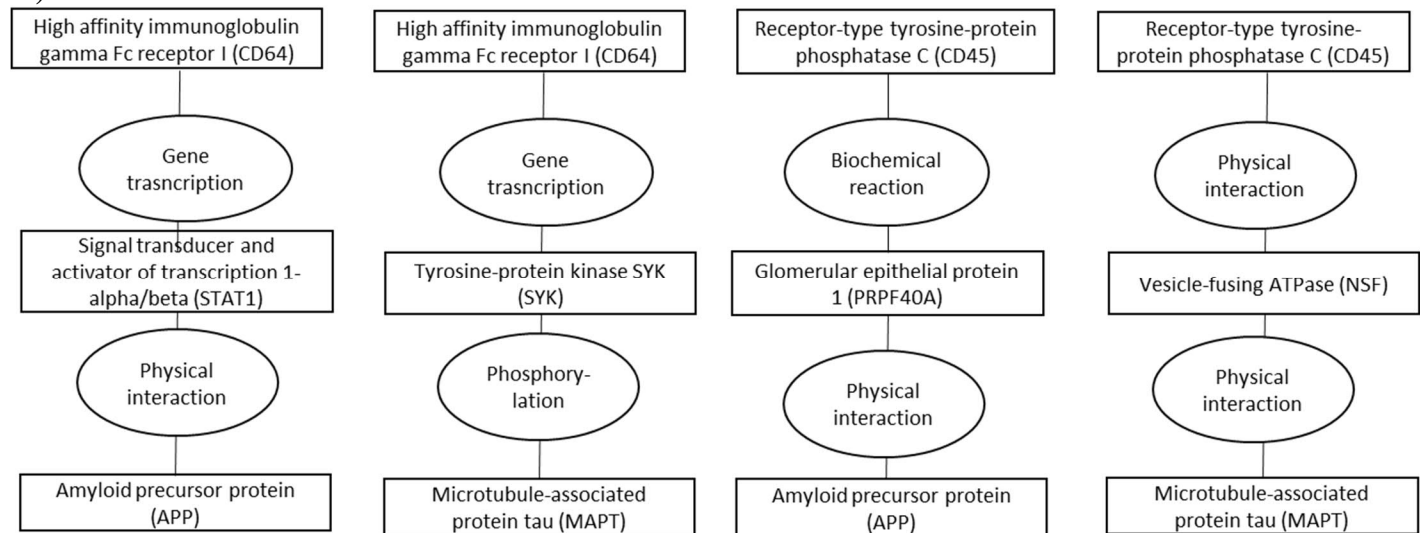 High affinity immunoglobulin
gamma Fc receptor I (CD64)
Gene
trasncription
Signal transducer and
activator of transcription 1-
alpha/beta (STAT1)
Physical
interaction
Amyloid precursor protein
(APP)
High affinity immunoglobulin
gamma Fc receptor I (CD64)
Gene
trasncription
Tyrosine-protein kinase SYK
(SYK)
Phosphory-
lation
Microtubule-associated
protein tau (MAPT)
Receptor-type tyrosine-protein
phosphatase C (CD45)
Biochemical
reaction
Glomerular epithelial protein
1 (PRPF40A)
Physical
interaction
Amyloid precursor protein
(APP)
Receptor-type tyrosine-
protein phosphatase C (CD45)
Physical
interaction
Vesicle-fusing ATPase (NSF)
Physical
interaction
Microtubule-associated
protein tau (MAPT)